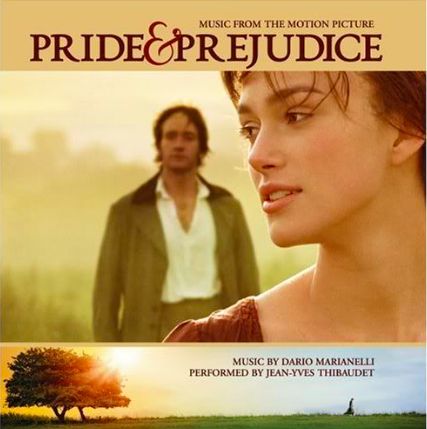 MUSIC FROM THE MOTION PICTURE
PRIDE & PREJUDICE
MUSIC BY DARIO MARIANELLI
PERFORMED BY JEAN-YVES THIBAUDET